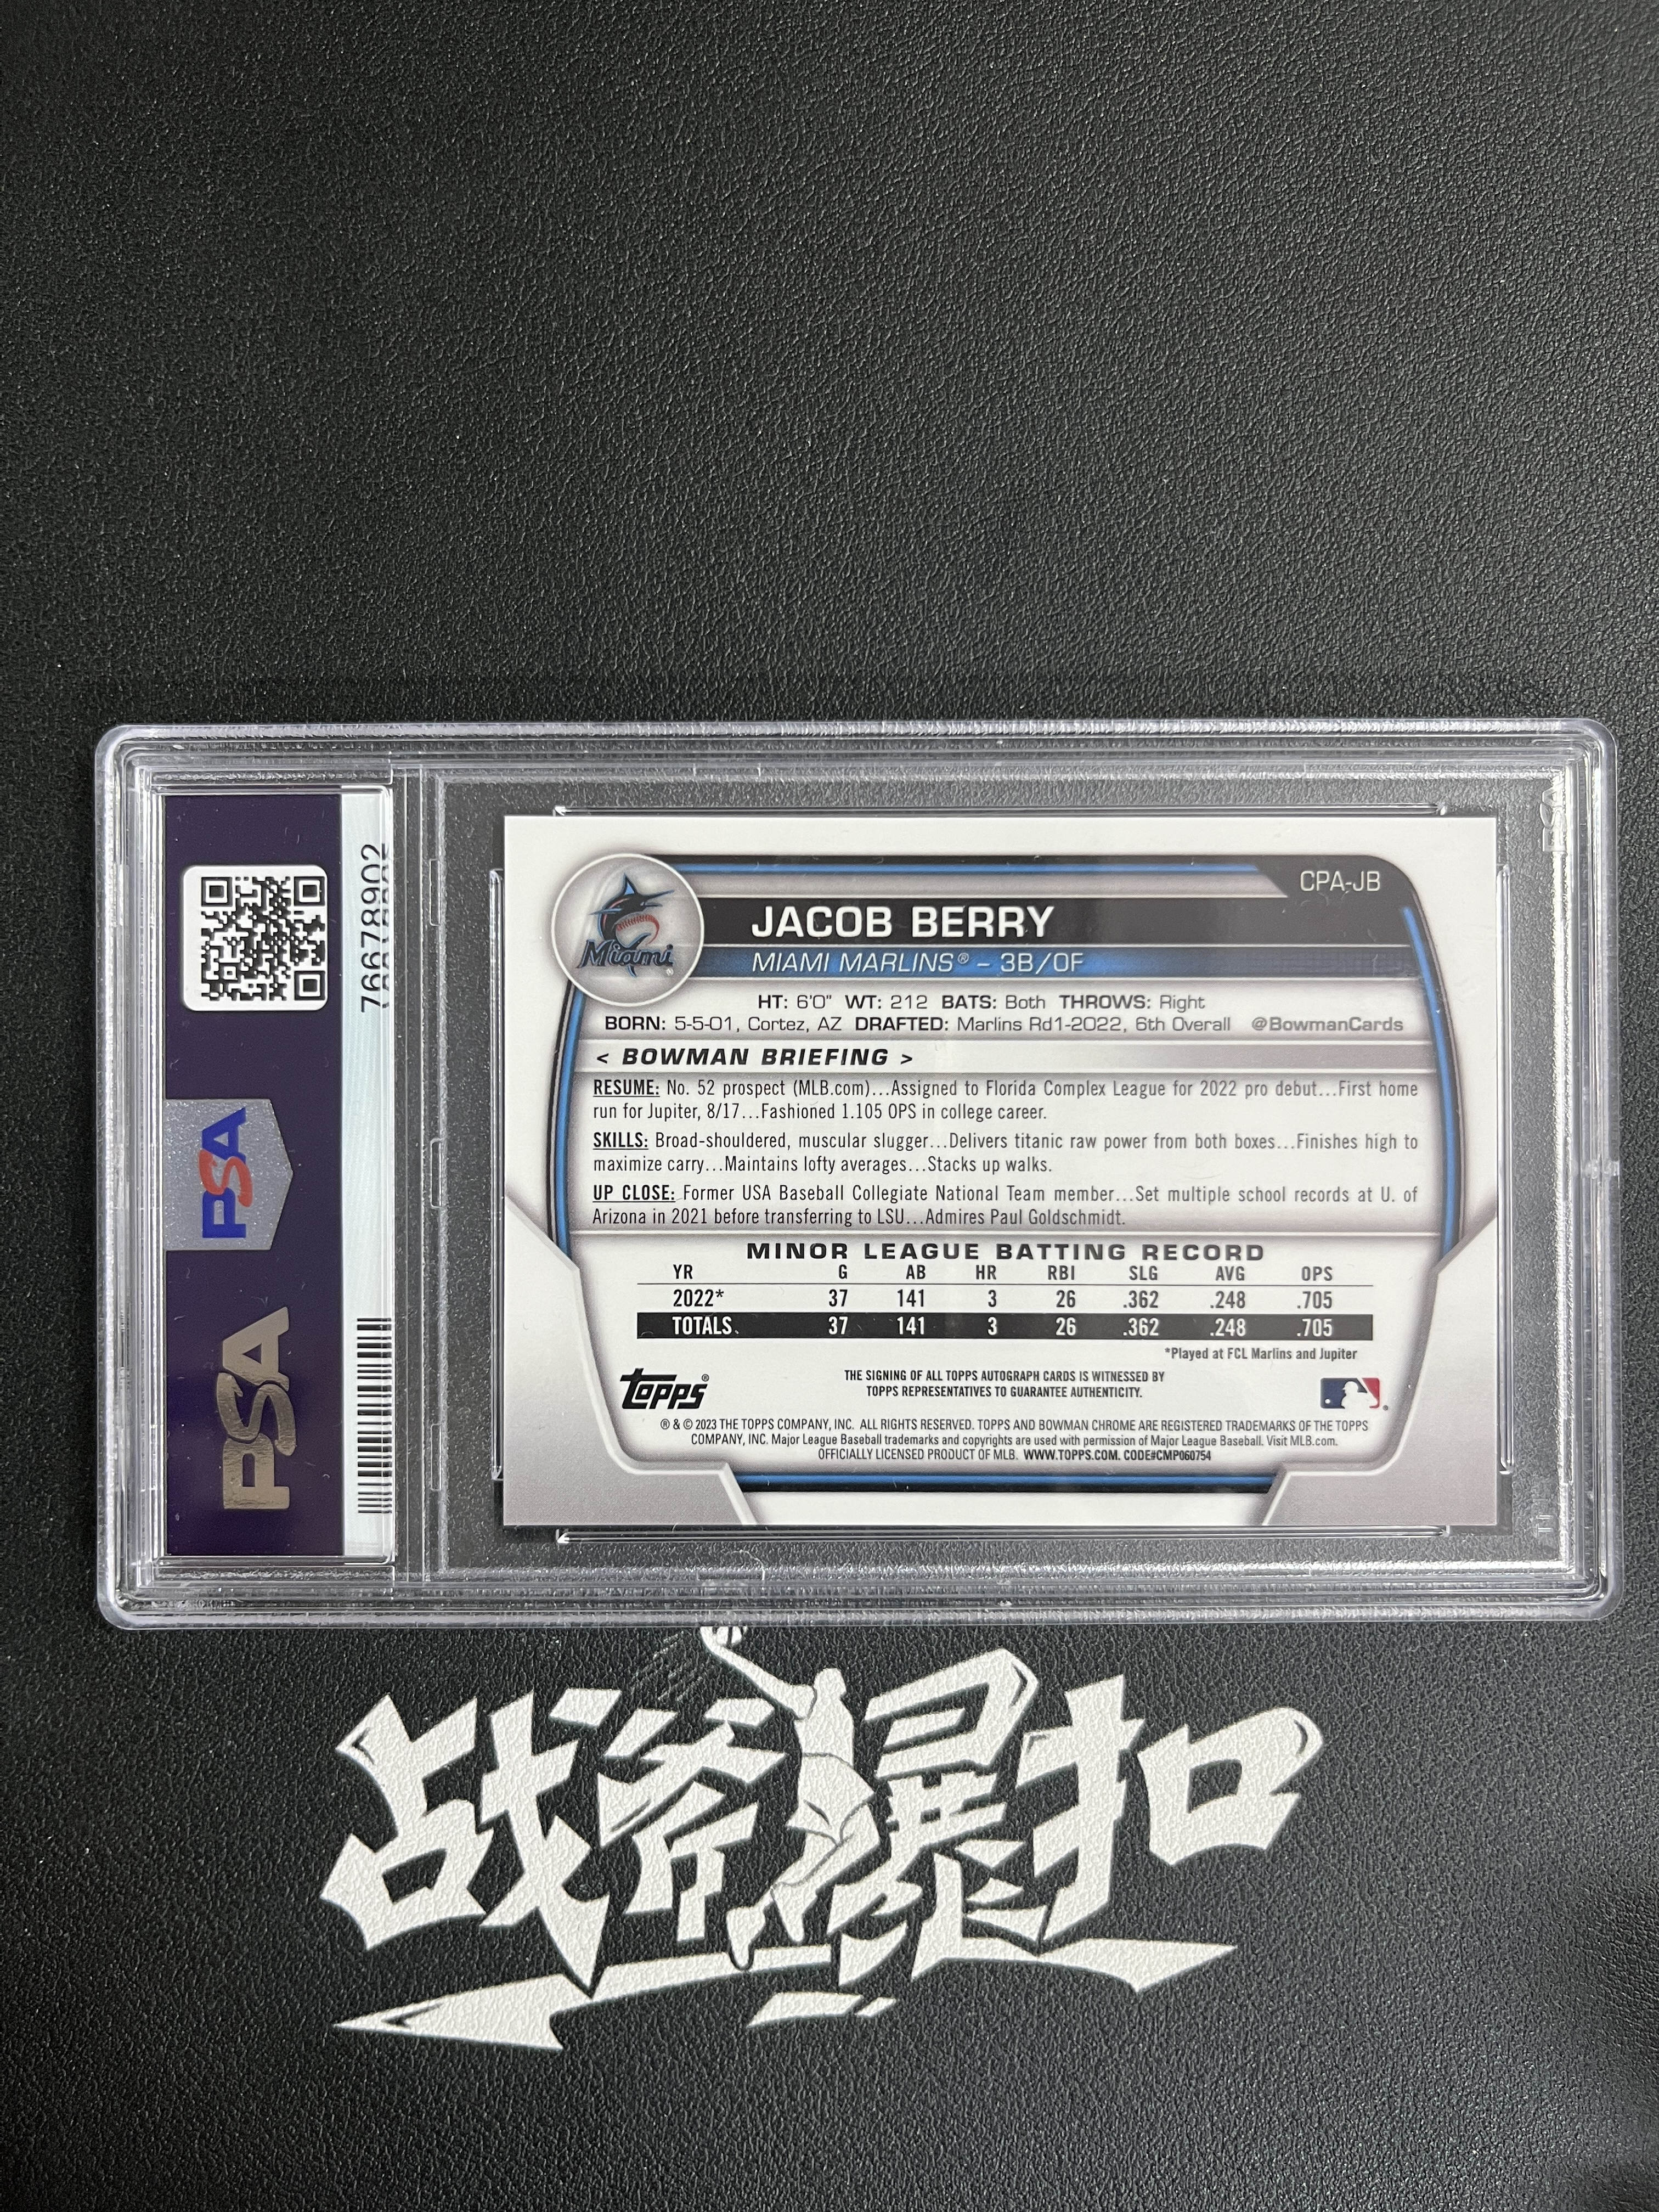 76678902
PSA
PSA
CPA-JB
JACOB BERRY
Miami
MIAMI MARLINS® – 3B/OF
HT: 6'0" WT: 212 BATS: Both THROWS: Right
BORN: 5-5-01, Cortez, AZ DRAFTED: Marlins Rd1-2022, 6th Overall @BowmanCards
< BOWMAN BRIEFING >
RESUME: No. 52 prospect (MLB.com)...Assigned to Florida Complex League for 2022 pro debut...First home
run for Jupiter, 8/17...Fashioned 1.105 OPS in college career.
SKILLS: Broad-shouldered, muscular slugger...Delivers titanic raw power from both boxes...Finishes high to
maximize carry...Maintains lofty averages...Stacks up walks.
UP CLOSE: Former USA Baseball Collegiate National Team member...Set multiple school records at U. of
Arizona in 2021 before transferring to LSU...Admires Paul Goldschmidt.
MINOR LEAGUE BATTING RECORD
YR G AB HR RBI SLG AVG OPS
2022* 37 141 3 26 .362 .248 .705
TOTALS 37 141 3 26 .362 .248 .705
*Played at FCL Marlins and Jupiter
topps®
THE SIGNING OF ALL TOPPS AUTOGRAPH CARDS IS WITNESSED BY
TOPPS REPRESENTATIVES TO GUARANTEE AUTHENTICITY.
® & © 2023 THE TOPPS COMPANY, INC. ALL RIGHTS RESERVED. TOPPS AND BOWMAN CHROME ARE REGISTERED TRADEMARKS OF THE TOPPS
COMPANY, INC. Major League Baseball trademarks and copyrights are used with permission of Major League Baseball. Visit MLB.com.
OFFICIALLY LICENSED PRODUCT OF MLB. WWW.TOPPS.COM. CODE#CMP060754
战斧爆扣